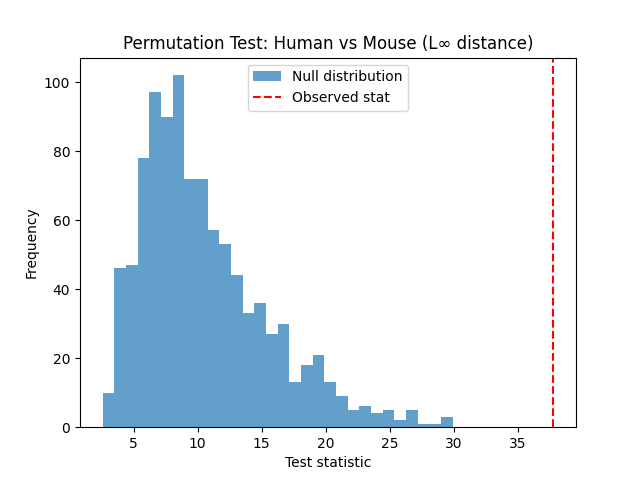 Permutation Test: Human vs Mouse (L∞ distance)
Null distribution
Observed stat
100
80
60
40
20
0
Frequency
5 10 15 20 25 30 35
Test statistic